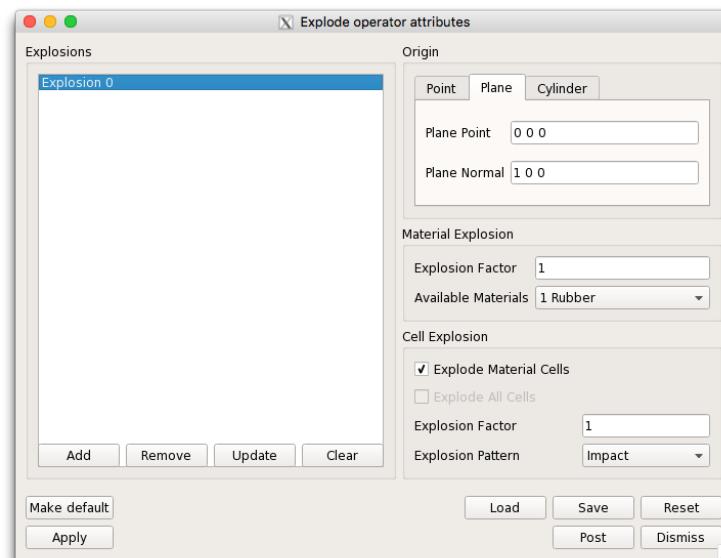 Explode operator attributes
Explosions
Explosion 0
Add Remove Update Clear
Origin
Point Plane Cylinder
Plane Point 0 0 0
Plane Normal 1 0 0
Material Explosion
Explosion Factor 1
Available Materials 1 Rubber
Cell Explosion
Explode Material Cells
Explode All Cells
Explosion Factor 1
Explosion Pattern Impact
Make default Load Save Reset
Apply Post Dismiss